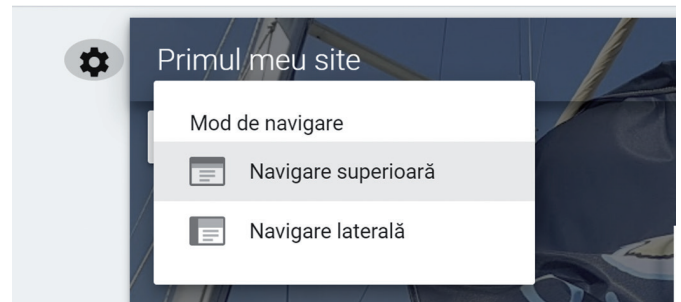 Primul meu site
Mod de navigare
Navigare superioară
Navigare laterală